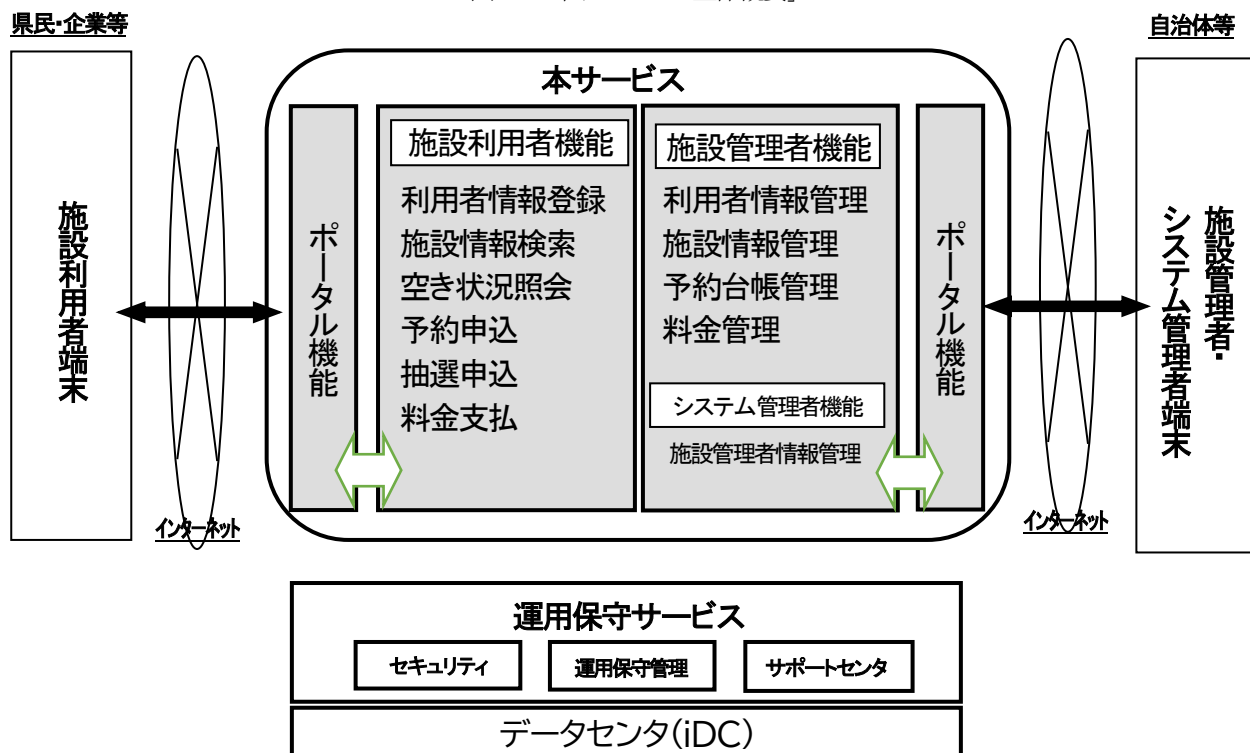 県民・企業等
自治体等
本サービス
施設利用者端末
インターネット
ポータル機能
施設利用者機能
利用者情報登録
施設情報検索
空き状況照会
予約申込
抽選申込
料金支払
施設管理者機能
利用者情報管理
施設情報管理
予約台帳管理
料金管理
システム管理者機能
施設管理者情報管理
ポータル機能
インターネット
施設管理者・
システム管理者端末
運用保守サービス
セキュリティ
運用保守管理
サポートセンタ
データセンタ(iDC)